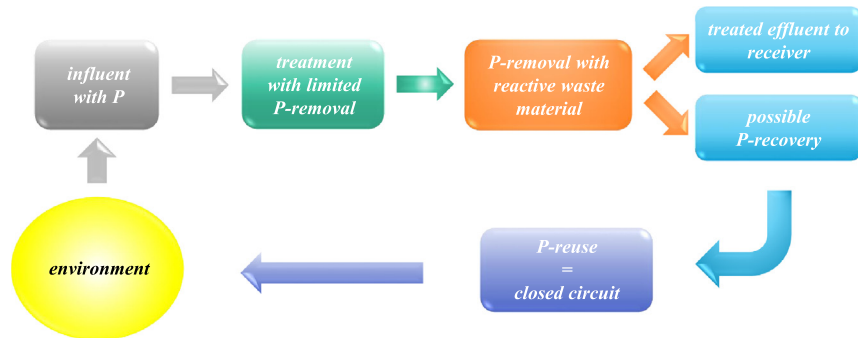 influent
with P
treatment
with limited
P-removal
P-removal with
reactive waste
material
treated effluent to
receiver
possible
P-recovery
P-reuse
=
closed circuit
environment